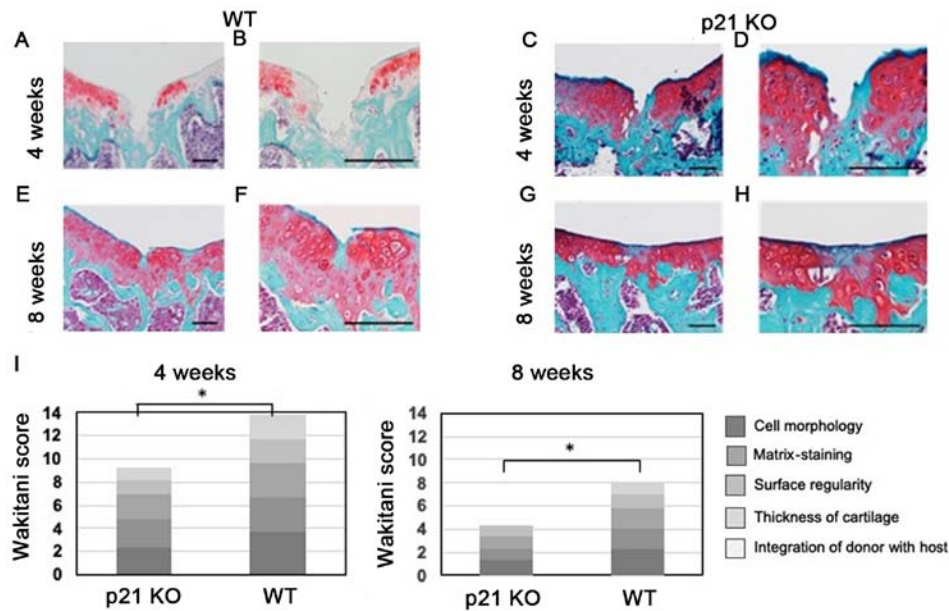 WT
p21 KO
A
B
C
D
4 weeks
4 weeks
E
F
G
H
8 weeks
8 weeks
I
4 weeks
8 weeks
*
*
Wakitani score
14
12
10
8
6
4
2
0
p21 KO
WT
Wakitani score
14
12
10
8
6
4
2
0
p21 KO
WT
Cell morphology
Matrix-staining
Surface regularity
Thickness of cartilage
Integration of donor with host